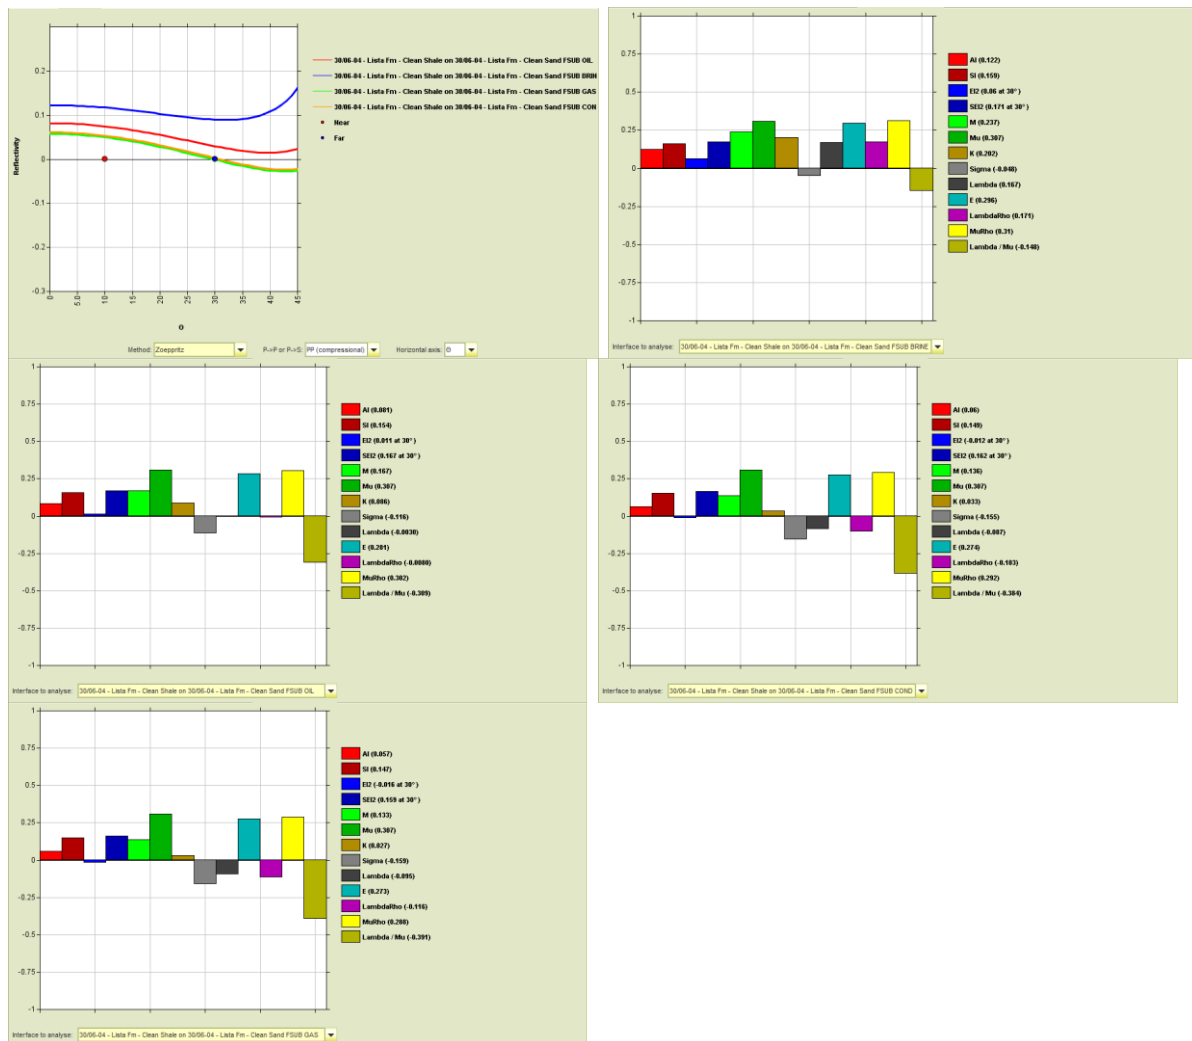 0.2
0.1
0
-0.1
-0.2
-0.3
Reflectivity
0
5.0
10
15
20
25
30
35
40
45
Θ
30/06-04 - Lista Fm - Clean Shale on 30/06-04 - Lista Fm - Clean Sand FSUB OIL
30/06-04 - Lista Fm - Clean Shale on 30/06-04 - Lista Fm - Clean Sand FSUB BRIN
30/06-04 - Lista Fm - Clean Shale on 30/06-04 - Lista Fm - Clean Sand FSUB GAS
30/06-04 - Lista Fm - Clean Shale on 30/06-04 - Lista Fm - Clean Sand FSUB CON
Near
Far
Method: Zoeppritz P->P or P->S: PP (compressional) Horizontal axis: Θ
1
0.75
0.5
0.25
0
-0.25
-0.5
-0.75
-1
AI (0.122)
SI (0.159)
EI2 (0.06 at 30°)
SEI2 (0.171 at 30°)
M (0.237)
Mu (0.307)
K (0.202)
Sigma (-0.048)
Lambda (0.167)
E (0.296)
LambdaRho (0.171)
MuRho (0.31)
Lambda / Mu (-0.148)
Interface to analyse: 30/06-04 - Lista Fm - Clean Shale on 30/06-04 - Lista Fm - Clean Sand FSUB BRINE
1
0.75
0.5
0.25
0
-0.25
-0.5
-0.75
-1
AI (0.081)
SI (0.154)
EI2 (0.011 at 30°)
SEI2 (0.167 at 30°)
M (0.167)
Mu (0.307)
K (0.086)
Sigma (-0.116)
Lambda (-0.0030)
E (0.281)
LambdaRho (-0.0080)
MuRho (0.302)
Lambda / Mu (-0.309)
Interface to analyse: 30/06-04 - Lista Fm - Clean Shale on 30/06-04 - Lista Fm - Clean Sand FSUB OIL
1
0.75
0.5
0.25
0
-0.25
-0.5
-0.75
-1
AI (0.06)
SI (0.149)
EI2 (-0.012 at 30°)
SEI2 (0.162 at 30°)
M (0.136)
Mu (0.307)
K (0.033)
Sigma (-0.155)
Lambda (-0.087)
E (0.274)
LambdaRho (-0.103)
MuRho (0.292)
Lambda / Mu (-0.384)
Interface to analyse: 30/06-04 - Lista Fm - Clean Shale on 30/06-04 - Lista Fm - Clean Sand FSUB COND
1
0.75
0.5
0.25
0
-0.25
-0.5
-0.75
-1
AI (0.057)
SI (0.147)
EI2 (-0.016 at 30°)
SEI2 (0.159 at 30°)
M (0.133)
Mu (0.307)
K (0.027)
Sigma (-0.159)
Lambda (-0.095)
E (0.273)
LambdaRho (-0.116)
MuRho (0.288)
Lambda / Mu (-0.391)
Interface to analyse: 30/06-04 - Lista Fm - Clean Shale on 30/06-04 - Lista Fm - Clean Sand FSUB GAS